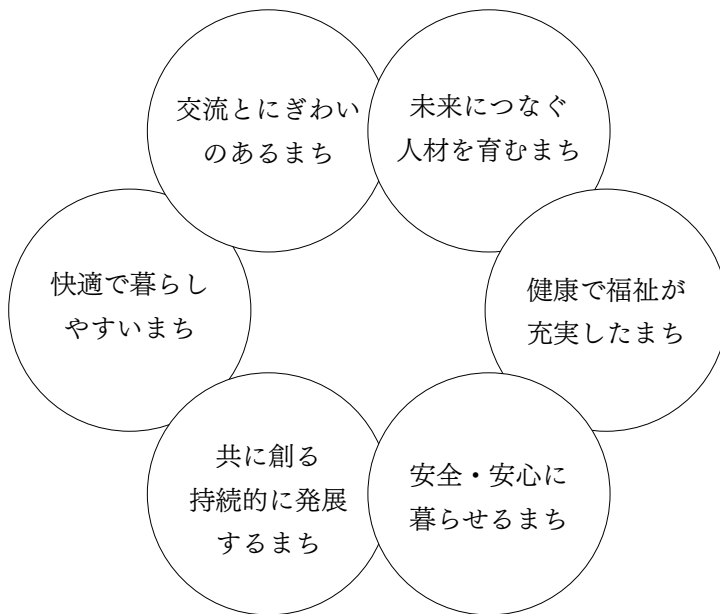 交流とにぎわい
のあるまち
未来につなぐ
人材を育むまち
快適で暮らし
やすいまち
健康で福祉が
充実したまち
共に創る
持続的に発展
するまち
安全・安心に
暮らせるまち